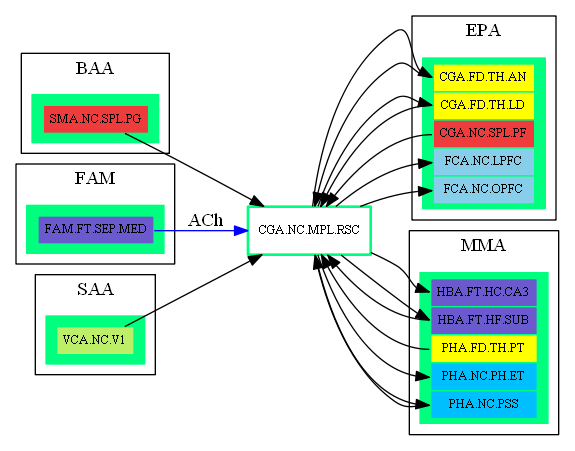 BAA
SMA.NC.SPL.PG
FAM
FAM.FT.SEP.MED
SAA
VCA.NC.V1
ACh
CGA.NC.MPL.RSC
EPA
CGA.FD.TH.AN
CGA.FD.TH.LD
CGA.NC.SPL.PF
FCA.NC.LPFC
FCA.NC.OPFC
MMA
HBA.FT.HC.CA3
HBA.FT.HF.SUB
PHA.FD.TH.PT
PHA.NC.PH.ET
PHA.NC.PSS